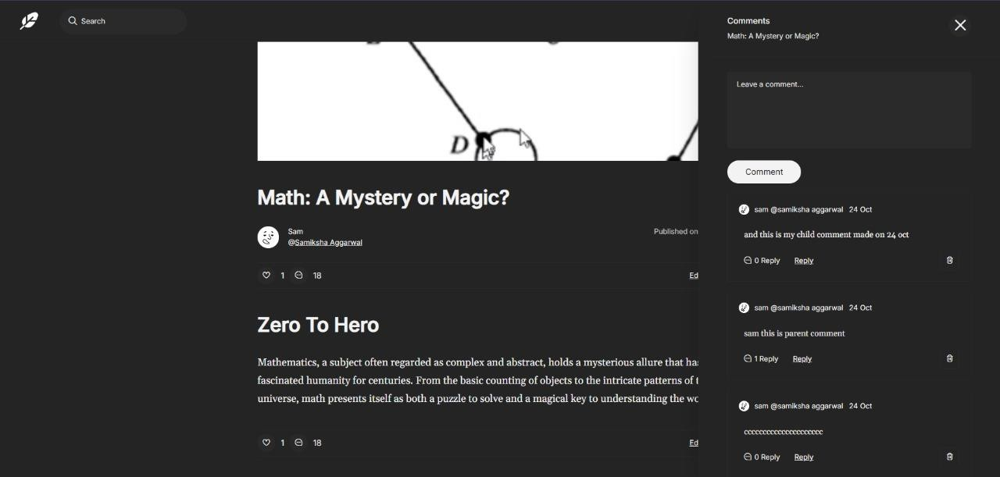 Search
D
Math: A Mystery or Magic?
Sam
@Samiksha Aggarwal
Published on
1 18
Ed
Zero To Hero
Mathematics, a subject often regarded as complex and abstract, holds a mysterious allure that ha
fascinated humanity for centuries. From the basic counting of objects to the intricate patterns of t
universe, math presents itself as both a puzzle to solve and a magical key to understanding the wo
1 18
Ed
Comments
Math: A Mystery or Magic?
Leave a comment...
Comment
sam @samiksha aggarwal 24 Oct
and this is my child comment made on 24 oct
0 Reply Reply
sam @samiksha aggarwal 24 Oct
sam this is parent comment
1 Reply Reply
sam @samiksha aggarwal 24 Oct
ccccccccccccccccccccc
0 Reply Reply